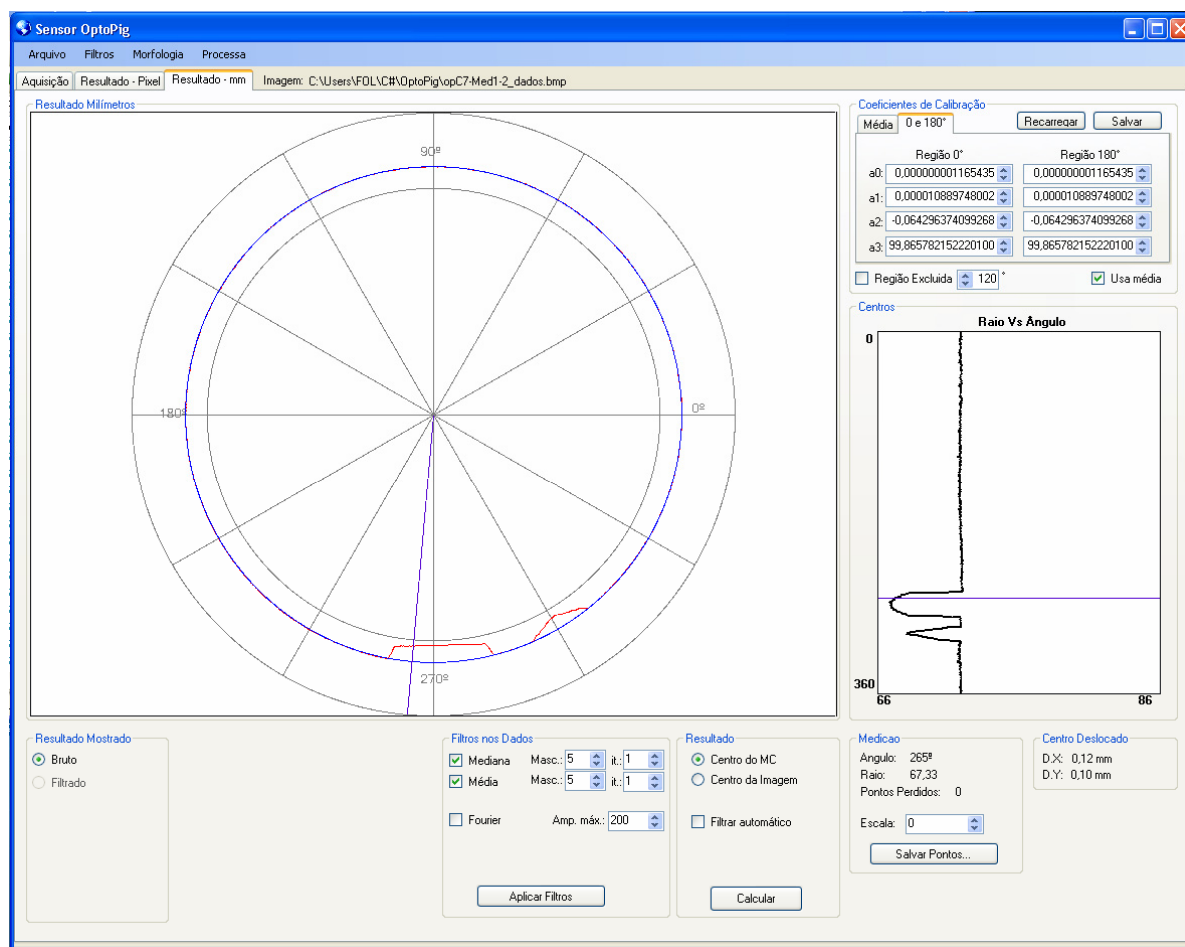 Sensor OptoPig
Arquivo Filtros Morfologia Processa
Aquisição Resultado - Pixel Resultado - mm Imagem: C:\Users\FOL\C#\OptoPig\opC7-Med1-2_dados.bmp
Resultado Milímetros
90º
180º
0º
270º
Coeficientes de Calibração
Média 0 e 180° Recarregar Salvar
Região 0° Região 180°
a0: 0,000000001165435 0,000000001165435
a1: 0,000010889748002 0,000010889748002
a2: -0,064296374099268 -0,064296374099268
a3: 99,865782152220100 99,865782152220100
Região Excluida 120 ° Usa média
Centros
Raio Vs Ângulo
0
360
66 86
Resultado Mostrado
Bruto
Filtrado
Filtros nos Dados
Mediana Masc.: 5 it.: 1
Média Masc.: 5 it.: 1
Fourier Amp. máx.: 200
Aplicar Filtros
Resultado
Centro do MC
Centro da Imagem
Filtrar automático
Calcular
Medicao
Angulo: 265º
Raio: 67,33
Pontos Perdidos: 0
Escala: 0
Salvar Pontos...
Centro Deslocado
D.X: 0,12 mm
D.Y: 0,10 mm